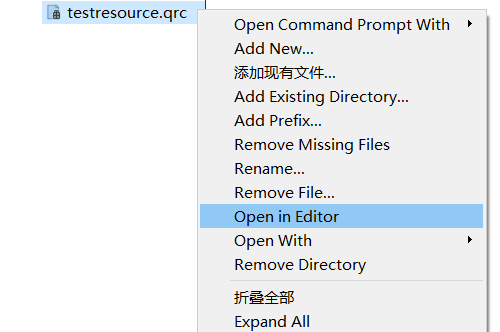 testresource.qrc
Open Command Prompt With
Add New...
添加现有文件...
Add Existing Directory...
Add Prefix...
Remove Missing Files
Rename...
Remove File...
Open in Editor
Open With
Remove Directory
折叠全部
Expand All